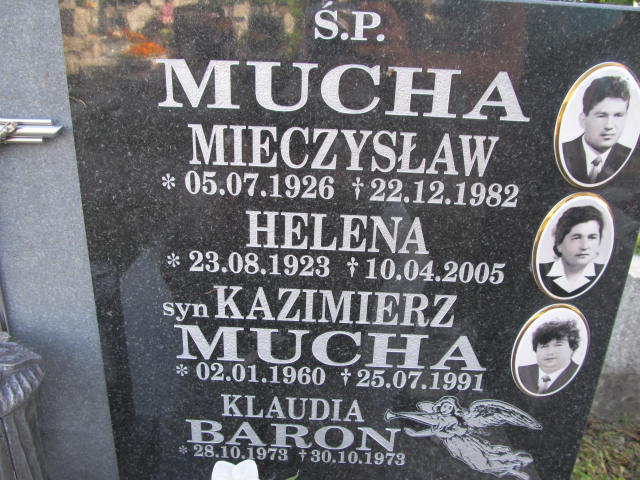 Ś.P.
MUCHA
MIECZYSŁAW
* 05.07.1926 † 22.12.1982
HELENA
* 23.08.1923 † 10.04.2005
syn KAZIMIERZ
MUCHA
* 02.01.1960 † 25.07.1991
KLAUDIA
BARON
* 28.10.1973 † 30.10.1973